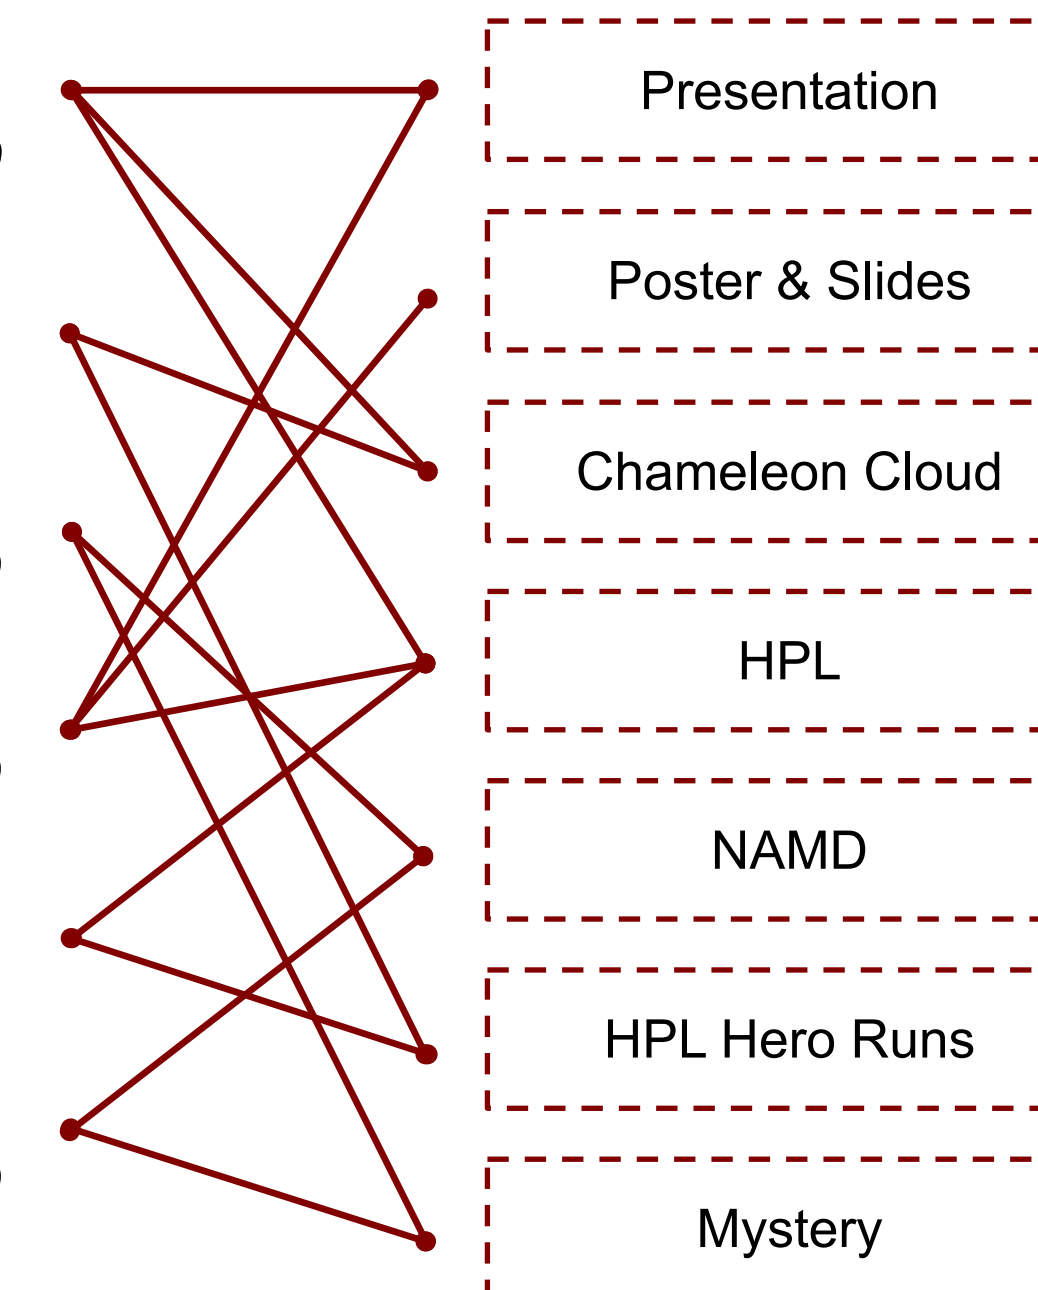 )
Presentation
Poster & Slides
Chameleon Cloud
)
HPL
)
NAMD
HPL Hero Runs
)
Mystery